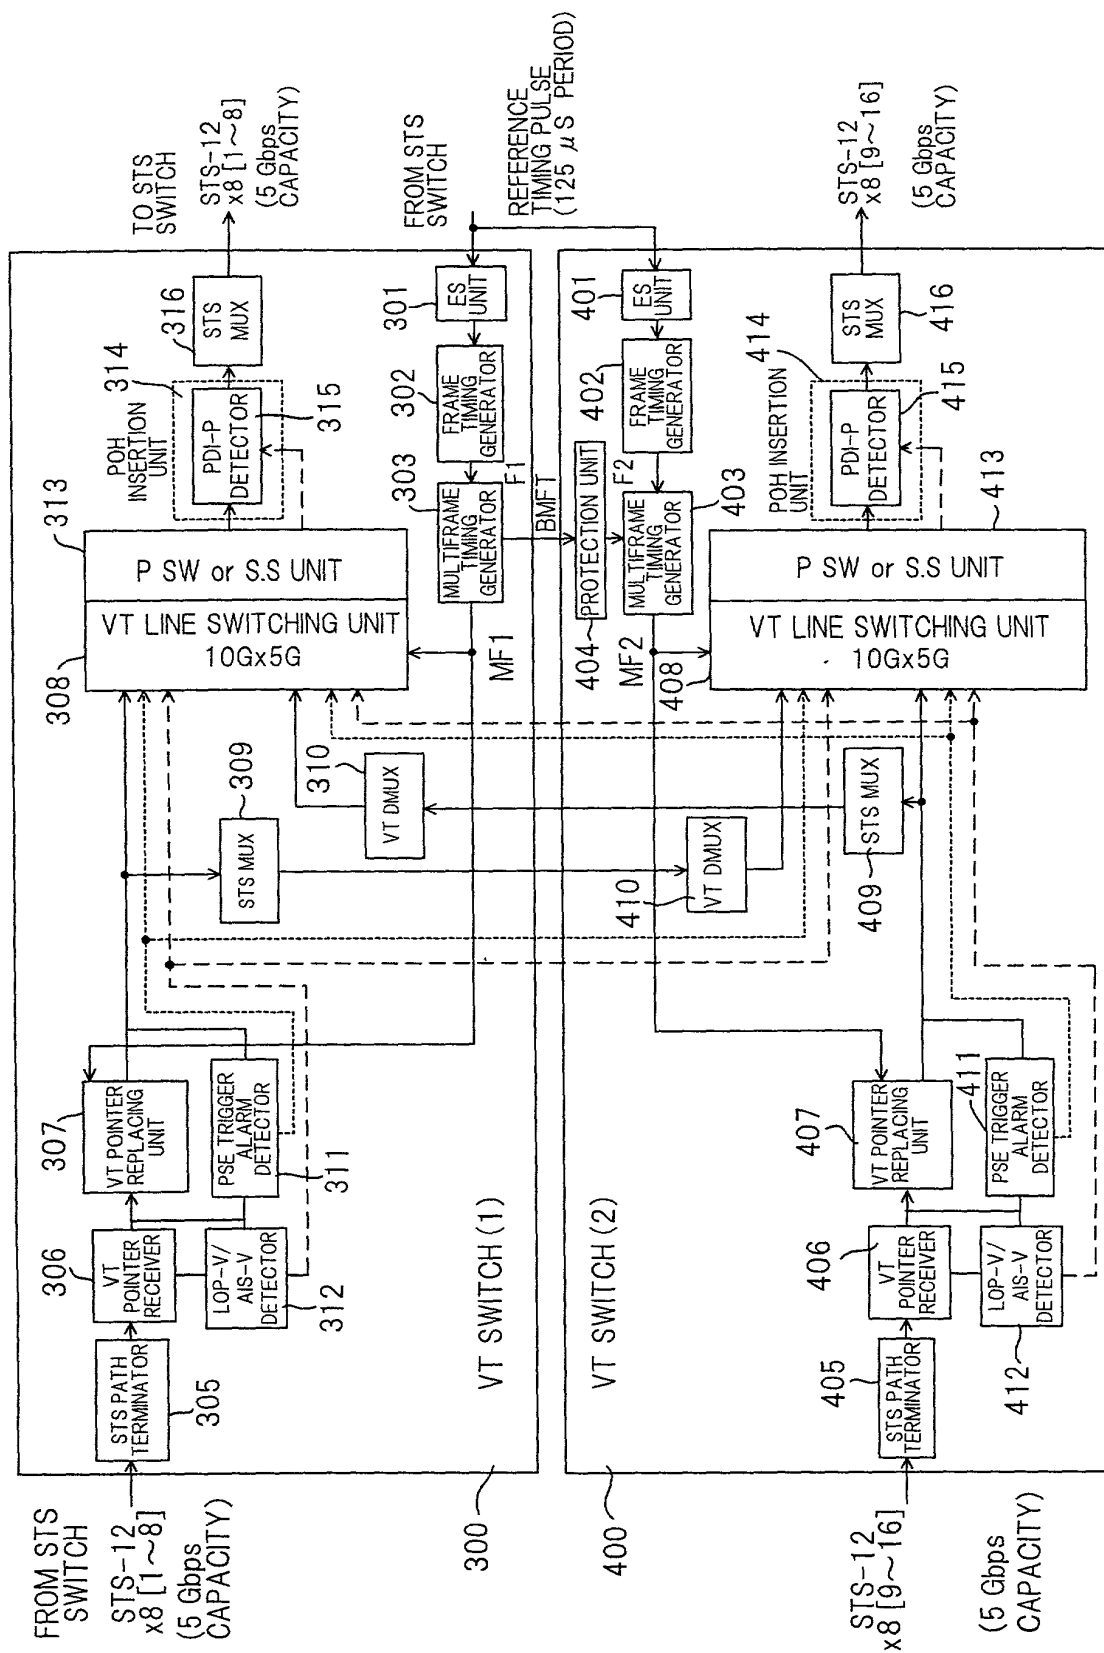 FROM STS
SWITCH
STS-12
x8 [1~8]
(5 Gbps
CAPACITY)
305
STS PATH
TERMINATOR
306
VT
POINTER
RECEIVER
LOP-V/
AIS-V
DETECTOR
312
307
VT POINTER
REPLACING
UNIT
PSE TRIGGER
ALARM
DETECTOR
311
309
STS MUX
310
VT DMUX
308
VT LINE SWITCHING UNIT
10Gx5G
313
P SW or S.S UNIT
POH
INSERTION
UNIT
314
PDI-P
DETECTOR
315
316
STS
MUX
TO STS
SWITCH
STS-12
x8 [1~8]
(5 Gbps
CAPACITY)
MF1
303
MULTIFRAME
TIMING
GENERATOR
F1
302
FRAME
TIMING
GENERATOR
301
ES
UNIT
FROM STS
SWITCH
REFERENCE
TIMING PULSE
(125 μS PERIOD)
BMFT
VT SWITCH (1)
300
VT SWITCH (2)
400
404
PROTECTION UNIT
MF2
403
MULTIFRAME
TIMING
GENERATOR
F2
402
FRAME
TIMING
GENERATOR
401
ES
UNIT
STS-12
x8 [9~16]
(5 Gbps
CAPACITY)
405
STS PATH
TERMINATOR
406
VT
POINTER
RECEIVER
LOP-V/
AIS-V
DETECTOR
412
407
VT POINTER
REPLACING
UNIT
411
PSE TRIGGER
ALARM
DETECTOR
410
VT DMUX
409
STS MUX
408
VT LINE SWITCHING UNIT
10Gx5G
413
P SW or S.S UNIT
POH INSERTION
UNIT
414
PDI-P
DETECTOR
415
STS
MUX
416
STS-12
x8 [9~16]
(5 Gbps
CAPACITY)